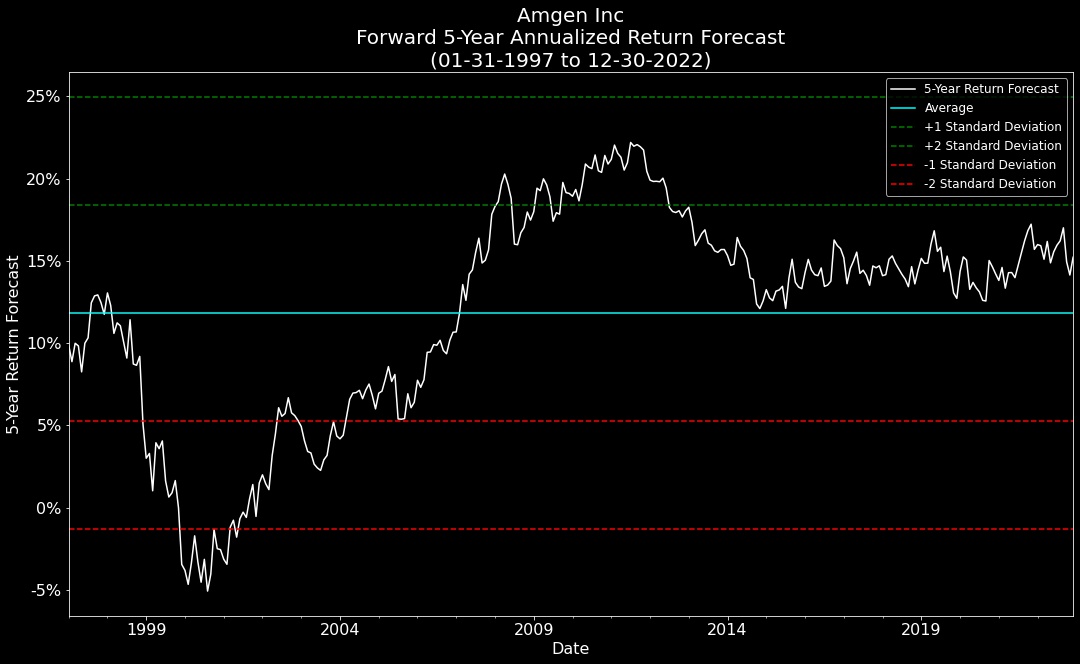 Amgen Inc
Forward 5-Year Annualized Return Forecast
(01-31-1997 to 12-30-2022)
5-Year Return Forecast
Average
+1 Standard Deviation
+2 Standard Deviation
-1 Standard Deviation
-2 Standard Deviation
5-Year Return Forecast
25%
20%
15%
10%
5%
0%
-5%
1999
2004
2009
2014
2019
Date